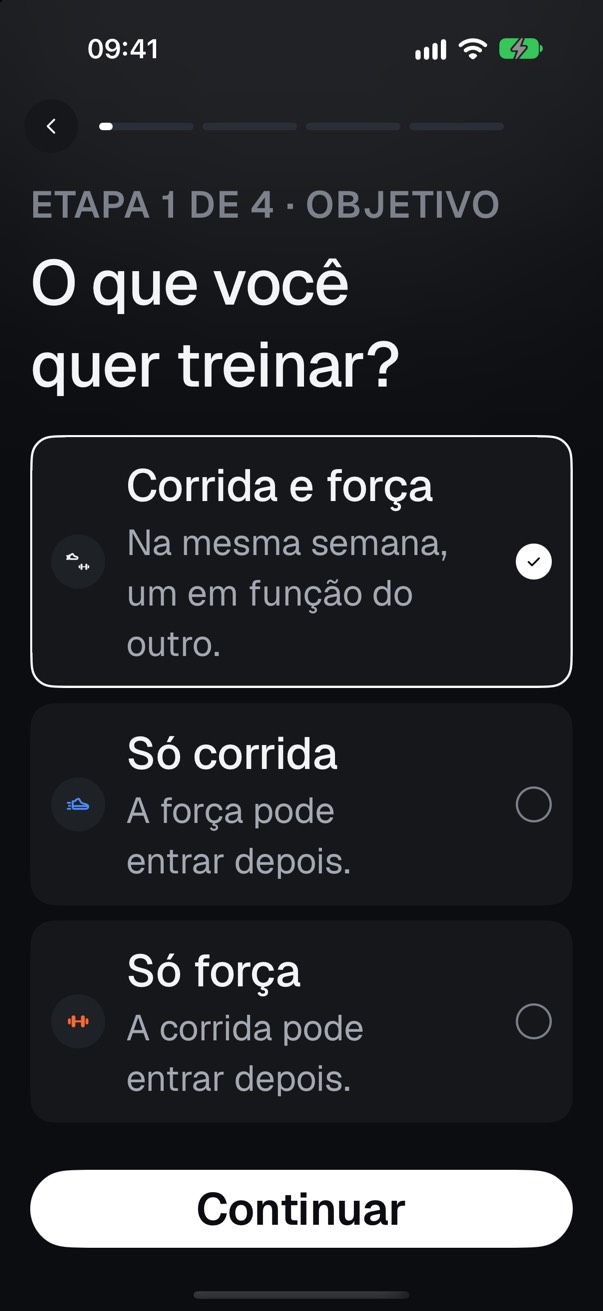 09:41
ETAPA 1 DE 4 · OBJETIVO
O que você
quer treinar?
Corrida e força
Na mesma semana,
um em função do
outro.
Só corrida
A força pode
entrar depois.
Só força
A corrida pode
entrar depois.
Continuar